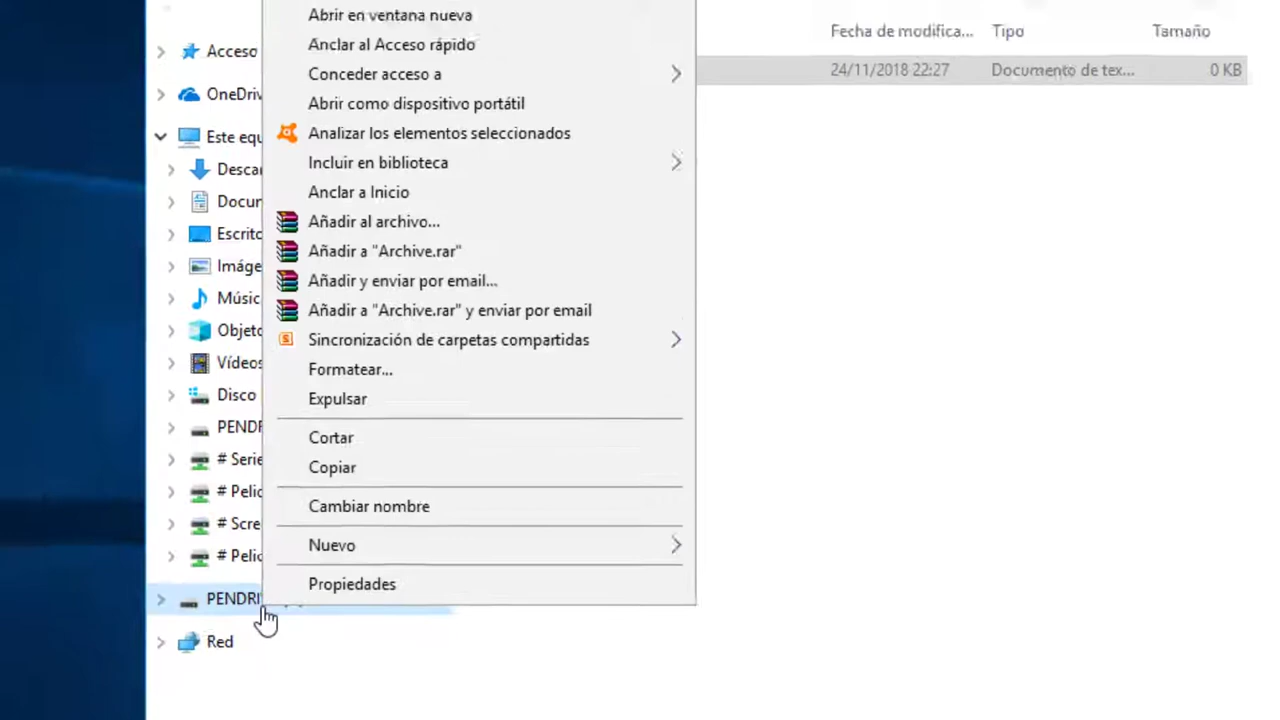 Abrir en ventana nueva
Anclar al Acceso rápido
Conceder acceso a
Abrir como dispositivo portátil
Analizar los elementos seleccionados
Incluir en biblioteca
Anclar a Inicio
Añadir al archivo...
Añadir a "Archive.rar"
Añadir y enviar por email...
Añadir a "Archive.rar" y enviar por email
Sincronización de carpetas compartidas
Formatear...
Expulsar
Cortar
Copiar
Cambiar nombre
Nuevo
Propiedades
Fecha de modifica... Tipo Tamaño
24/11/2018 22:27 Documento de tex... 0 KB
Acceso
OneDriv
Este equ
Desca
Docum
Escrito
Imáge
Músic
Objeto
Vídeos
Disco
PENDR
# Serie
# Pelic
# Scre
# Pelic
PENDRI
Red